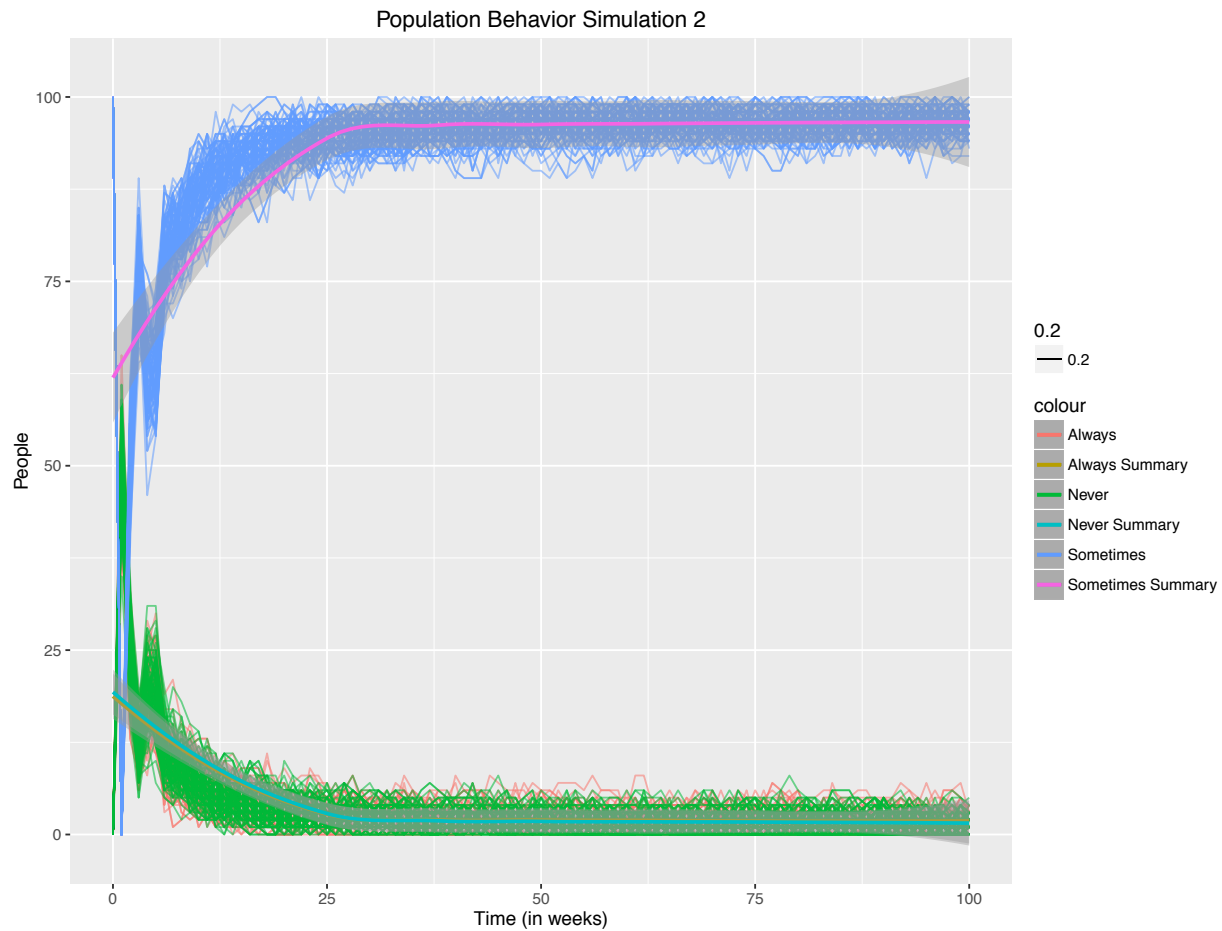 Population Behavior Simulation 2
100
75
50
25
0
People
0
25
50
75
100
Time (in weeks)
0.2
0.2
colour
Always
Always Summary
Never
Never Summary
Sometimes
Sometimes Summary